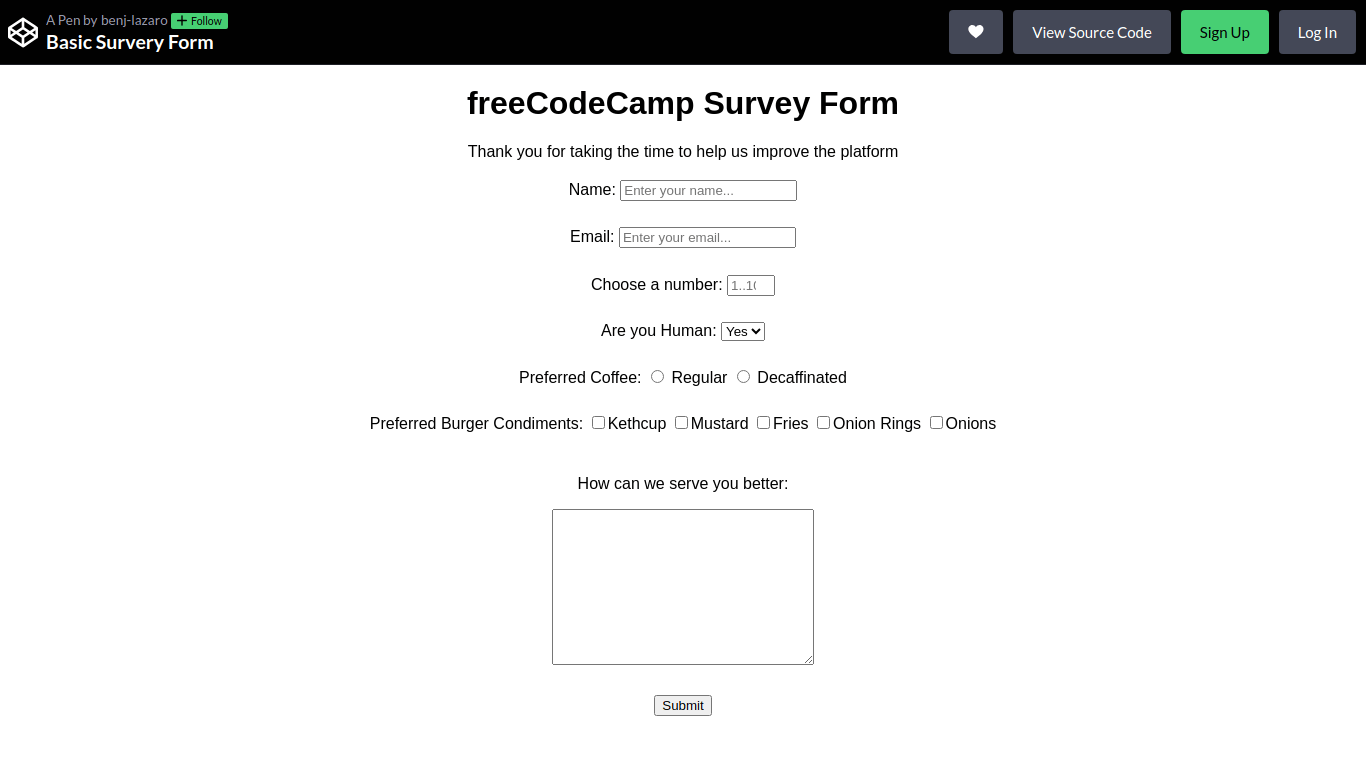 A Pen by benj-lazaro + Follow
Basic Survery Form
View Source Code
Sign Up
Log In
freeCodeCamp Survey Form
Thank you for taking the time to help us improve the platform
Name: Enter your name...
Email: Enter your email...
Choose a number: 1..10
Are you Human: Yes
Preferred Coffee: Regular Decaffinated
Preferred Burger Condiments: Kethcup Mustard Fries Onion Rings Onions
How can we serve you better:
Submit